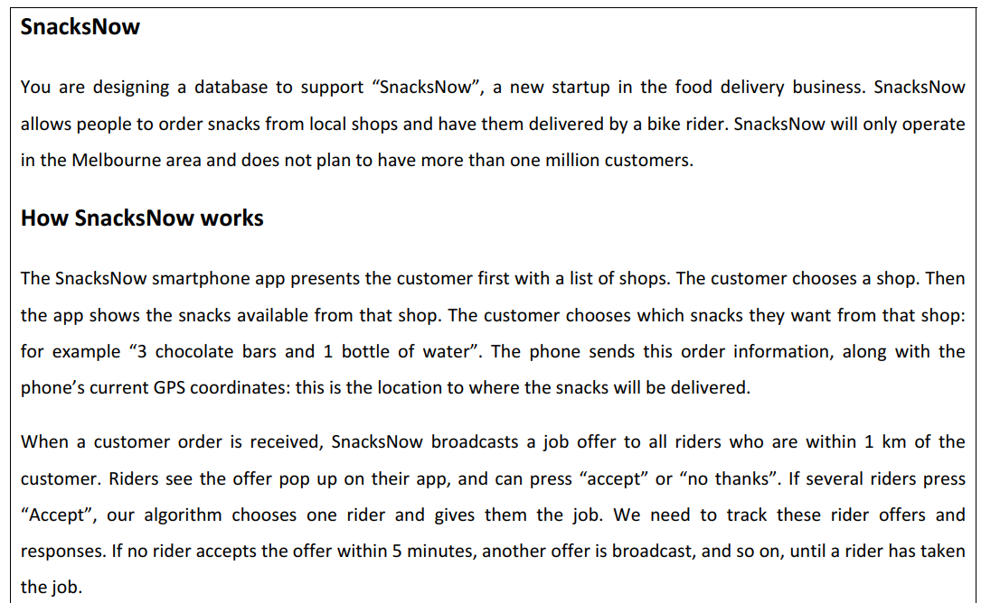 SnacksNow
You are designing a database to support “SnacksNow”, a new startup in the food delivery business. SnacksNow
allows people to order snacks from local shops and have them delivered by a bike rider. SnacksNow will only operate
in the Melbourne area and does not plan to have more than one million customers.
How SnacksNow works
The SnacksNow smartphone app presents the customer first with a list of shops. The customer chooses a shop. Then
the app shows the snacks available from that shop. The customer chooses which snacks they want from that shop:
for example “3 chocolate bars and 1 bottle of water”. The phone sends this order information, along with the
phone’s current GPS coordinates: this is the location to where the snacks will be delivered.
When a customer order is received, SnacksNow broadcasts a job offer to all riders who are within 1 km of the
customer. Riders see the offer pop up on their app, and can press “accept” or “no thanks”. If several riders press
“Accept”, our algorithm chooses one rider and gives them the job. We need to track these rider offers and
responses. If no rider accepts the offer within 5 minutes, another offer is broadcast, and so on, until a rider has taken
the job.